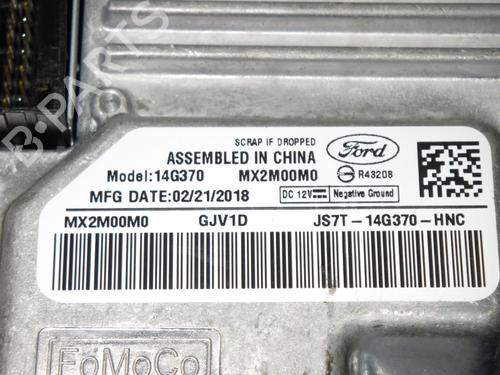 SCRAP IF DROPPED
ASSEMBLED IN CHINA
Ford
Model:14G370 MX2M00M0
R43208
MFG DATE:02/21/2018
DC 12V Negative Ground
MX2M00M0 GJV1D JS7T-14G370-HNC
FoMoCo
B-PARTS